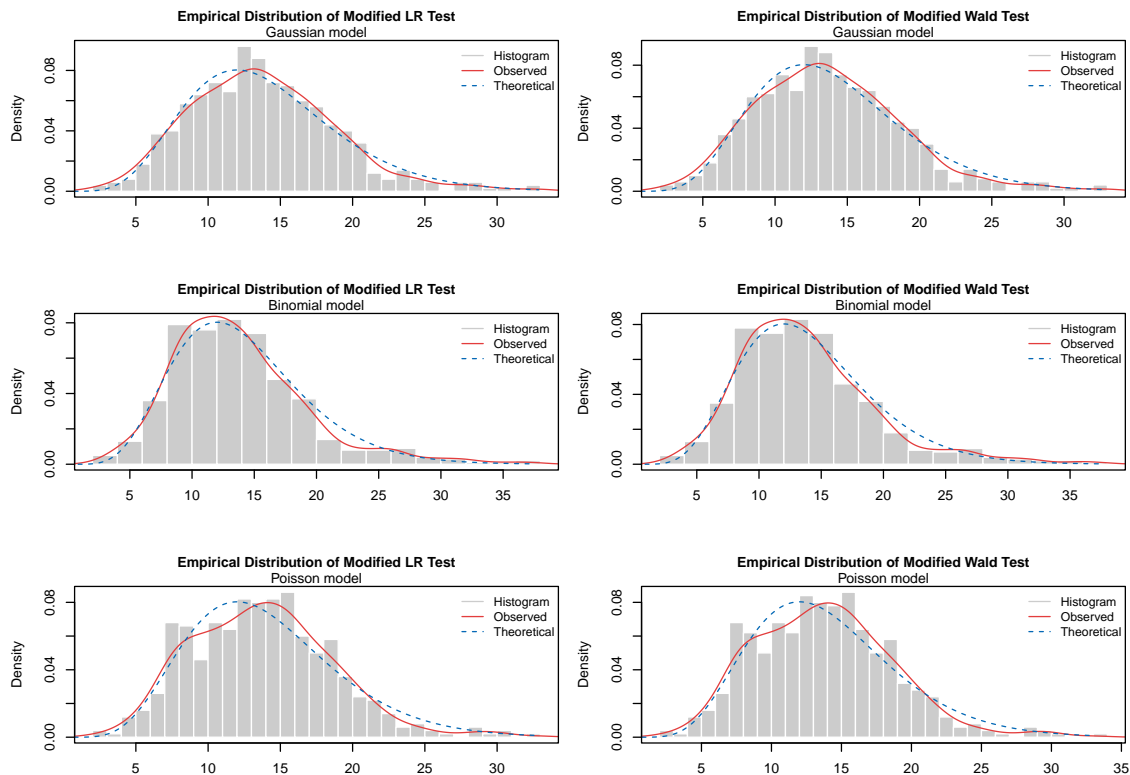 Empirical Distribution of Modified LR Test
Gaussian model
Histogram
Observed
Theoretical
Density
0.00 0.04 0.08
5 10 15 20 25 30
Empirical Distribution of Modified Wald Test
Gaussian model
Histogram
Observed
Theoretical
Density
0.00 0.04 0.08
5 10 15 20 25 30
Empirical Distribution of Modified LR Test
Binomial model
Histogram
Observed
Theoretical
Density
0.00 0.04 0.08
5 10 15 20 25 30 35
Empirical Distribution of Modified Wald Test
Binomial model
Histogram
Observed
Theoretical
Density
0.00 0.04 0.08
5 10 15 20 25 30 35
Empirical Distribution of Modified LR Test
Poisson model
Histogram
Observed
Theoretical
Density
0.00 0.04 0.08
5 10 15 20 25 30
Empirical Distribution of Modified Wald Test
Poisson model
Histogram
Observed
Theoretical
Density
0.00 0.04 0.08
5 10 15 20 25 30 35